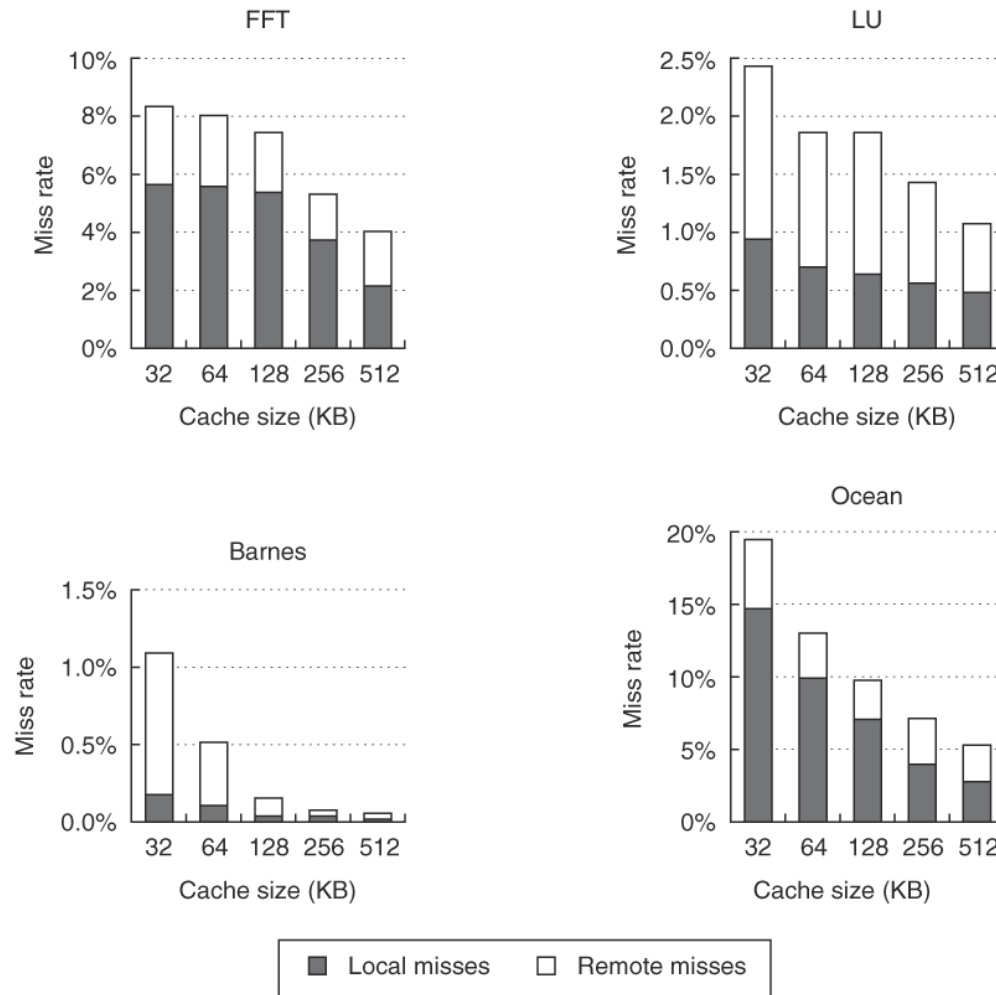 FFT
10%
8%
6%
4%
2%
0%
Miss rate
32 64 128 256 512
Cache size (KB)
LU
2.5%
2.0%
1.5%
1.0%
0.5%
0.0%
Miss rate
32 64 128 256 512
Cache size (KB)
Barnes
1.5%
1.0%
0.5%
0.0%
Miss rate
32 64 128 256 512
Cache size (KB)
Ocean
20%
15%
10%
5%
0%
Miss rate
32 64 128 256 512
Cache size (KB)
Local misses Remote misses